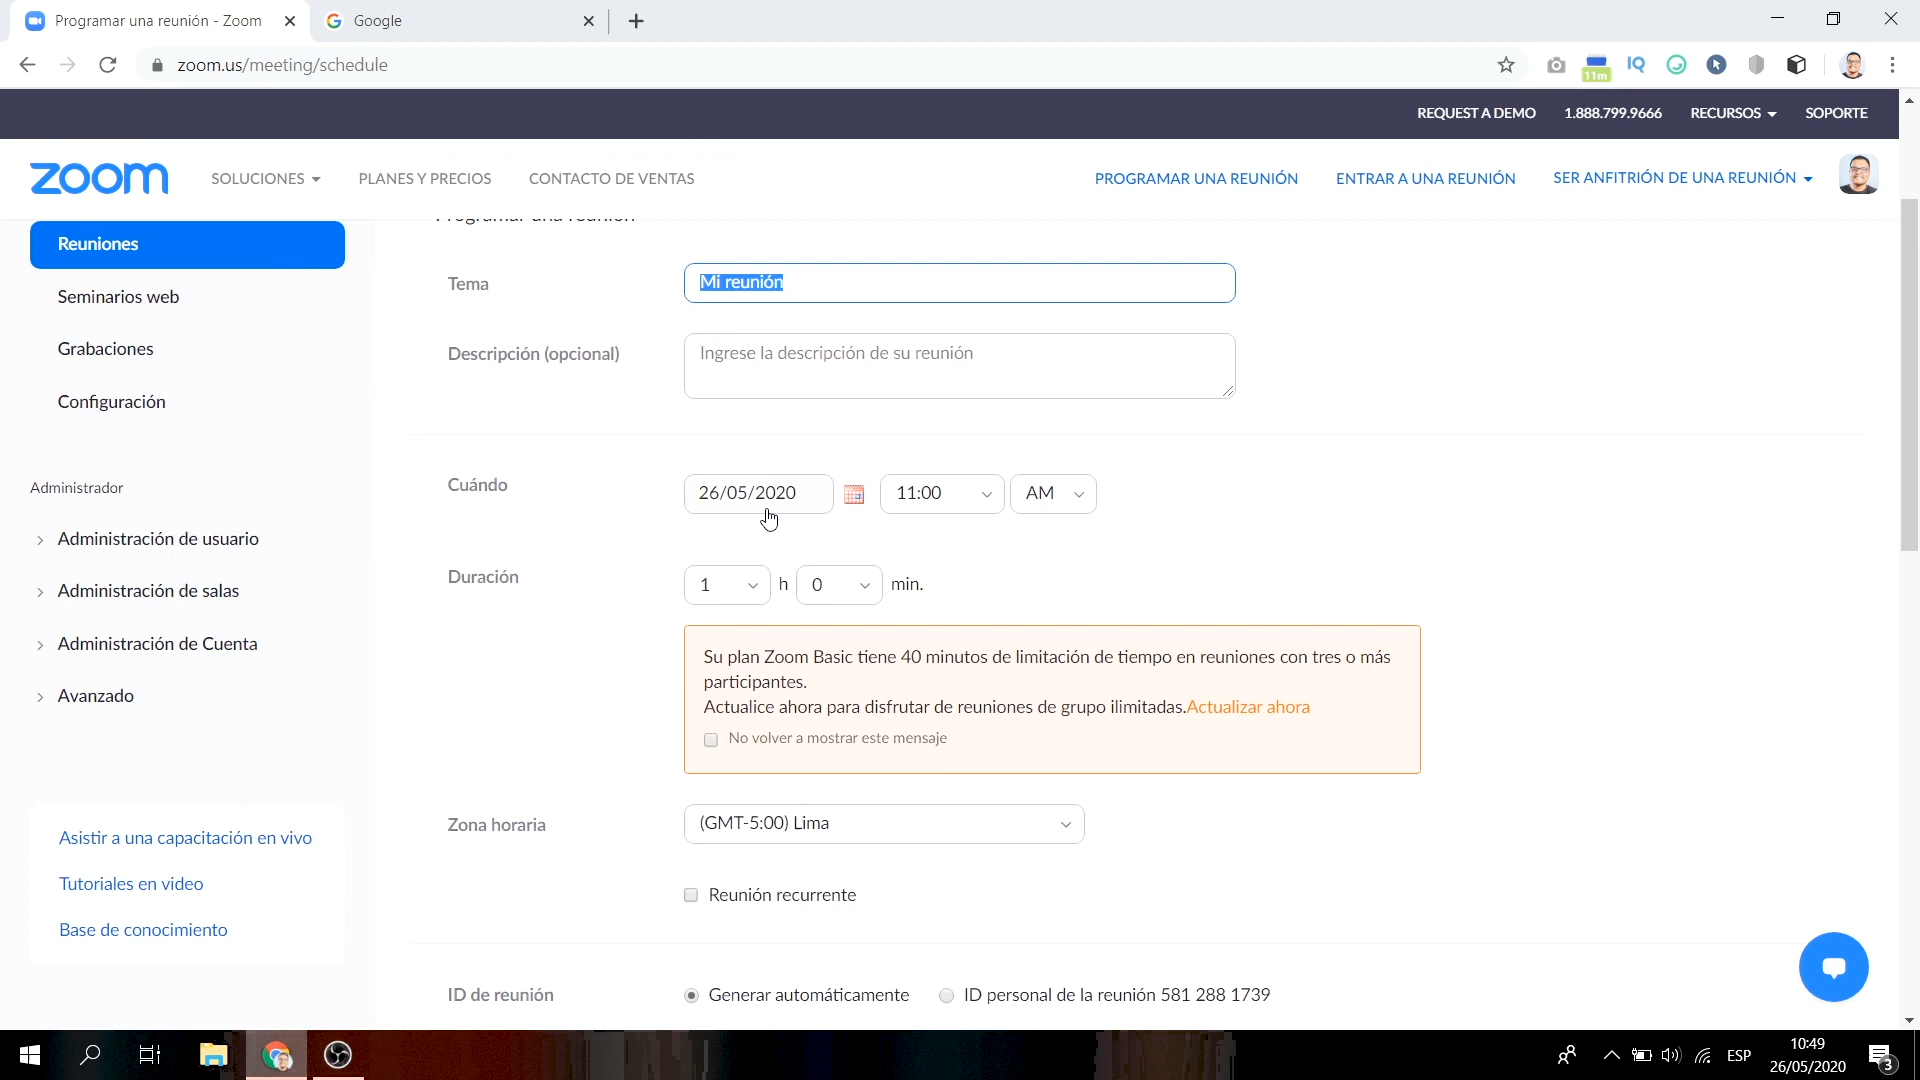 Programar una reunión - Zoom
Google
zoom.us/meeting/schedule
11m
IQ
REQUEST A DEMO 1.888.799.9666 RECURSOS SOPORTE
zoom SOLUCIONES PLANES Y PRECIOS CONTACTO DE VENTAS PROGRAMAR UNA REUNIÓN ENTRAR A UNA REUNIÓN SER ANFITRIÓN DE UNA REUNIÓN
Programar una reunión
Reuniones
Seminarios web
Grabaciones
Configuración
Administrador
Administración de usuario
Administración de salas
Administración de Cuenta
Avanzado
Asistir a una capacitación en vivo
Tutoriales en video
Base de conocimiento
Tema Mi reunión
Descripción (opcional) Ingrese la descripción de su reunión
Cuándo 26/05/2020 11:00 AM
Duración 1 h 0 min.
Su plan Zoom Basic tiene 40 minutos de limitación de tiempo en reuniones con tres o más
participantes.
Actualice ahora para disfrutar de reuniones de grupo ilimitadas.Actualizar ahora
No volver a mostrar este mensaje
Zona horaria (GMT-5:00) Lima
Reunión recurrente
ID de reunión Generar automáticamente ID personal de la reunión 581 288 1739
ESP
10:49
26/05/2020
3